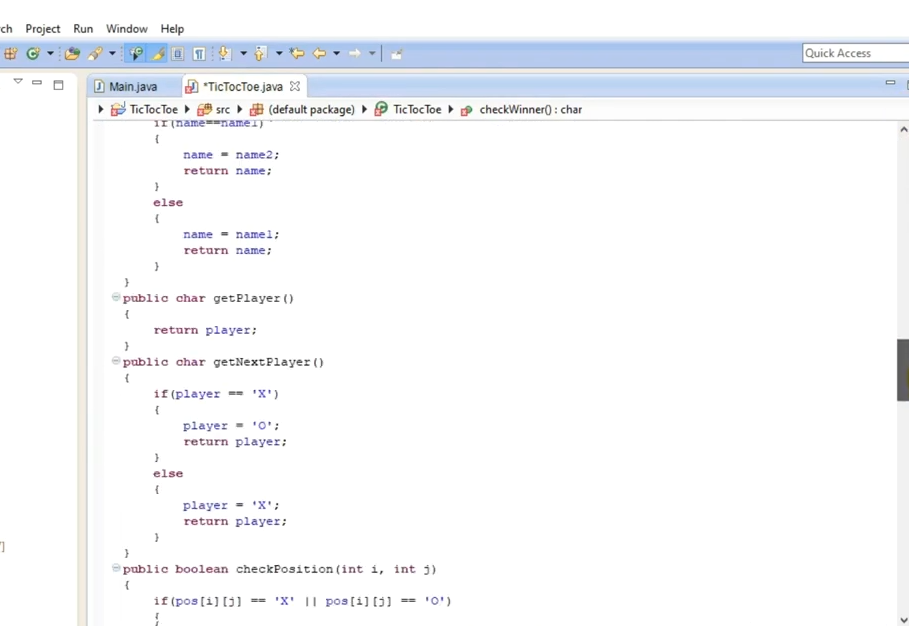 rch Project Run Window Help
Quick Access
Main.java *TicTocToe.java
TicTocToe src (default package) TicTocToe checkWinner() : char
if(name==name1)
{
name = name2;
return name;
}
else
{
name = name1;
return name;
}
}
public char getPlayer()
{
return player;
}
public char getNextPlayer()
{
if(player == 'X')
{
player = 'O';
return player;
}
else
{
player = 'X';
return player;
}
}
public boolean checkPosition(int i, int j)
{
if(pos[i][j] == 'X' || pos[i][j] == 'O')
{